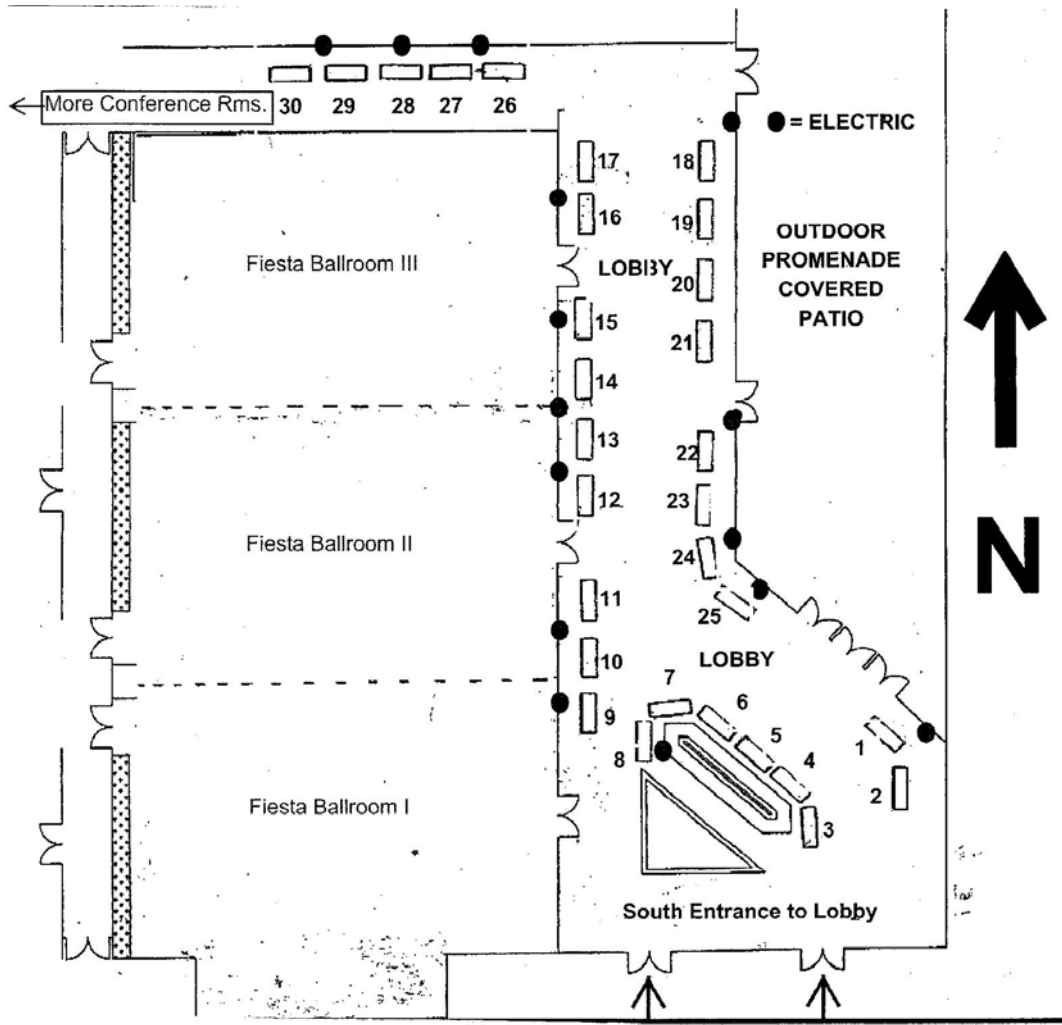 More Conference Rms.
30 29 28 27 26
= ELECTRIC
17
18
16
19
OUTDOOR
PROMENADE
COVERED
PATIO
Fiesta Ballroom III
LOBBY
20
15
21
14
13
22
12
23
Fiesta Ballroom II
24
11
25
10
LOBBY
9
7
6
5
4
8
1
2
3
Fiesta Ballroom I
South Entrance to Lobby
N